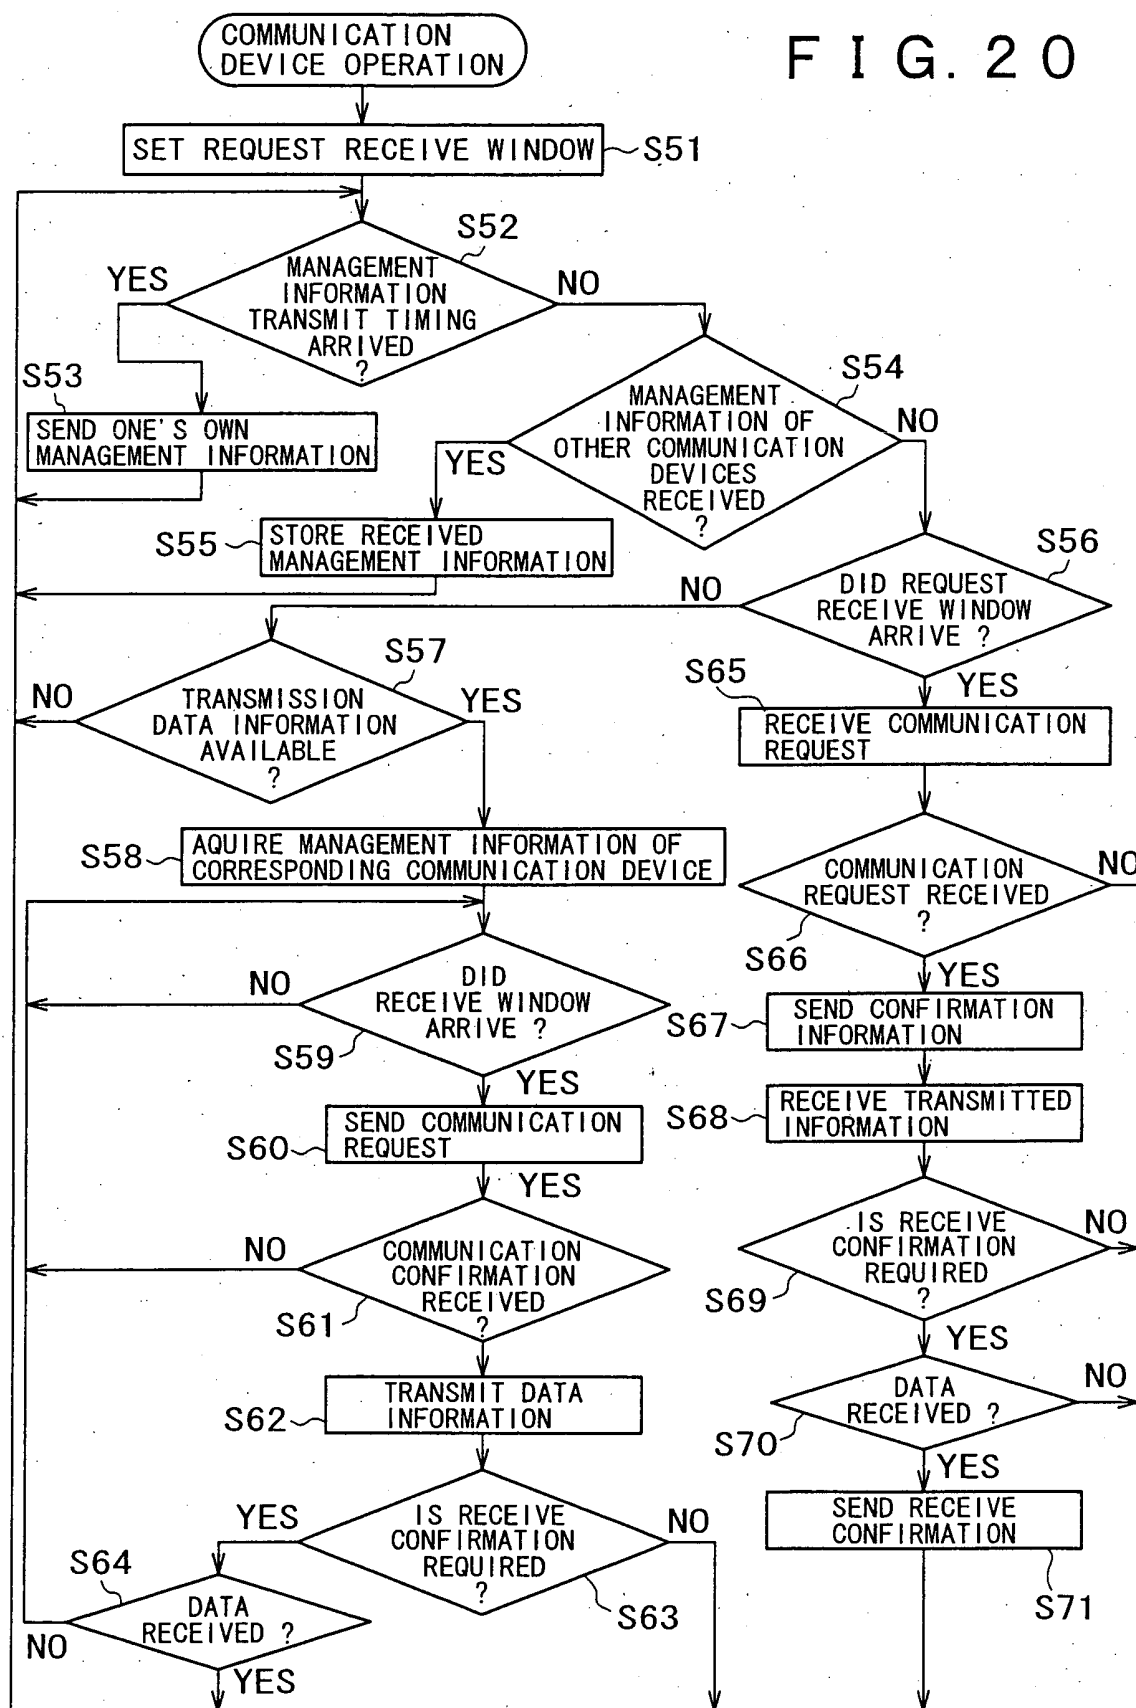 COMMUNICATION
DEVICE OPERATION
FIG. 20
SET REQUEST RECEIVE WINDOW
S51
S52
YES
MANAGEMENT
INFORMATION
TRANSMIT TIMING
ARRIVED
?
NO
S53
SEND ONE'S OWN
MANAGEMENT INFORMATION
S54
MANAGEMENT
INFORMATION OF
OTHER COMMUNICATION
DEVICES
RECEIVED
?
YES
NO
S55
STORE RECEIVED
MANAGEMENT INFORMATION
S56
DID REQUEST
RECEIVE WINDOW
ARRIVE ?
NO
YES
S57
NO
TRANSMISSION
DATA INFORMATION
AVAILABLE
?
YES
S58
AQUIRE MANAGEMENT INFORMATION OF
CORRESPONDING COMMUNICATION DEVICE
NO
DID
RECEIVE WINDOW
ARRIVE ?
S59
YES
S60
SEND COMMUNICATION
REQUEST
YES
NO
COMMUNICATION
CONFIRMATION
RECEIVED
?
S61
S62
TRANSMIT DATA
INFORMATION
YES
IS RECEIVE
CONFIRMATION
REQUIRED
?
NO
S63
S64
DATA
RECEIVED ?
NO
YES
S65
RECEIVE COMMUNICATION
REQUEST
COMMUNICATION
REQUEST RECEIVED
?
NO
S66
YES
S67
SEND CONFIRMATION
INFORMATION
S68
RECEIVE TRANSMITTED
INFORMATION
IS RECEIVE
CONFIRMATION
REQUIRED
?
NO
S69
YES
DATA
RECEIVED ?
NO
S70
YES
SEND RECEIVE
CONFIRMATION
S71